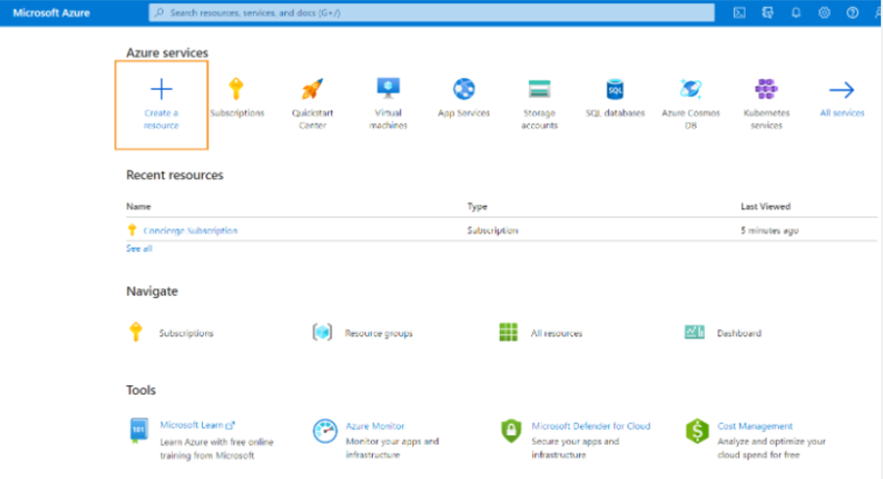 Microsoft Azure
Search resources, services, and docs (G+/)
Azure services
Create a resource
Subscriptions
Quickstart Center
Virtual machines
App Services
Storage accounts
SQL databases
Azure Cosmos DB
Kubernetes services
All services
Recent resources
Name Type Last Viewed
Concierge Subscription Subscription 5 minutes ago
See all
Navigate
Subscriptions Resource groups All resources Dashboard
Tools
Microsoft Learn
Learn Azure with free online
training from Microsoft
Azure Monitor
Monitor your apps and
infrastructure
Microsoft Defender for Cloud
Secure your apps and
infrastructure
Cost Management
Analyze and optimize your
cloud spend for free
SQL
101